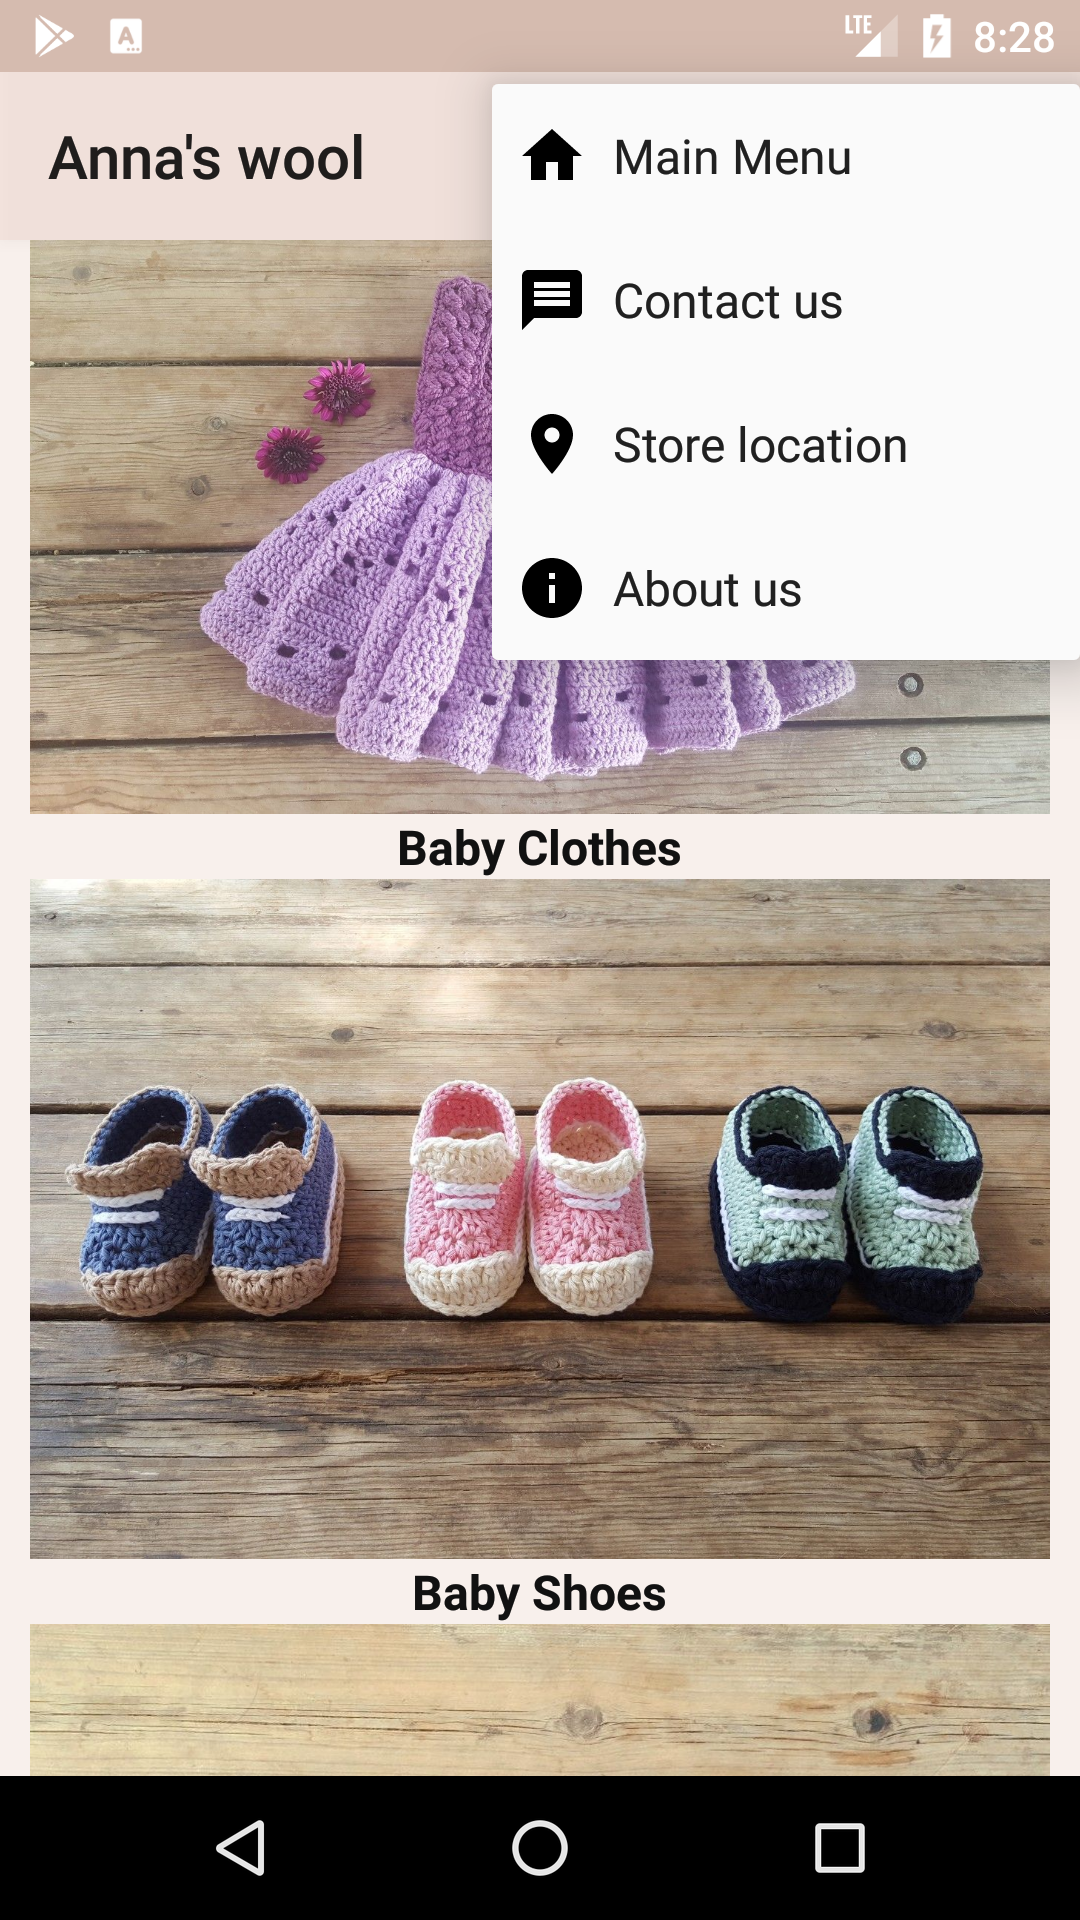 LTE 8:28
Anna's wool
Main Menu
Contact us
Store location
About us
Baby Clothes
Baby Shoes